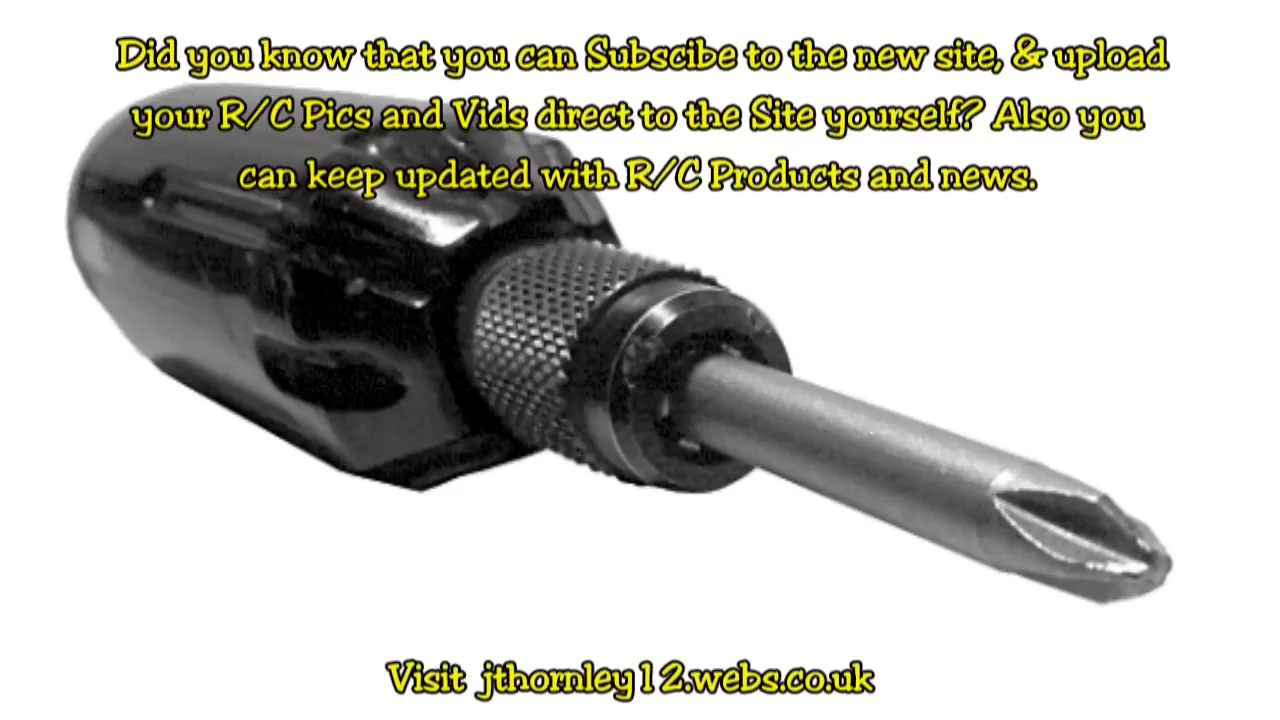 Did you know that you can Subscibe to the new site, & upload
your R/C Pics and Vids direct to the Site yourself? Also you
can keep updated with R/C Products and news.
Visit jthornley12.webs.co.uk